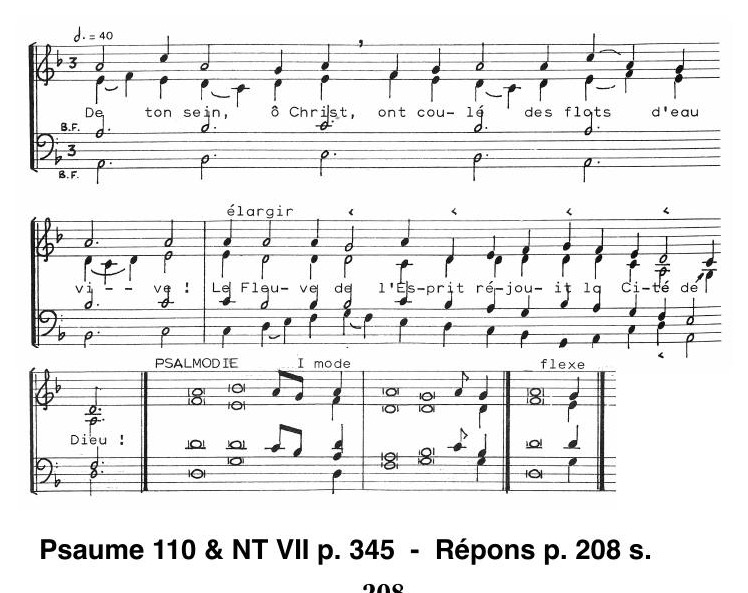 ♩. = 40
3
De ton sein, ô Christ, ont cou- lé des flots d'eau
B.F.
3
B.F.
élargir
vi - - ve ! Le Fleu- ve de l'Es-prit ré-jou- it la Ci-té de
PSALMODIE I mode flexe
Dieu !
Psaume 110 & NT VII p. 345 - Répons p. 208 s.
208